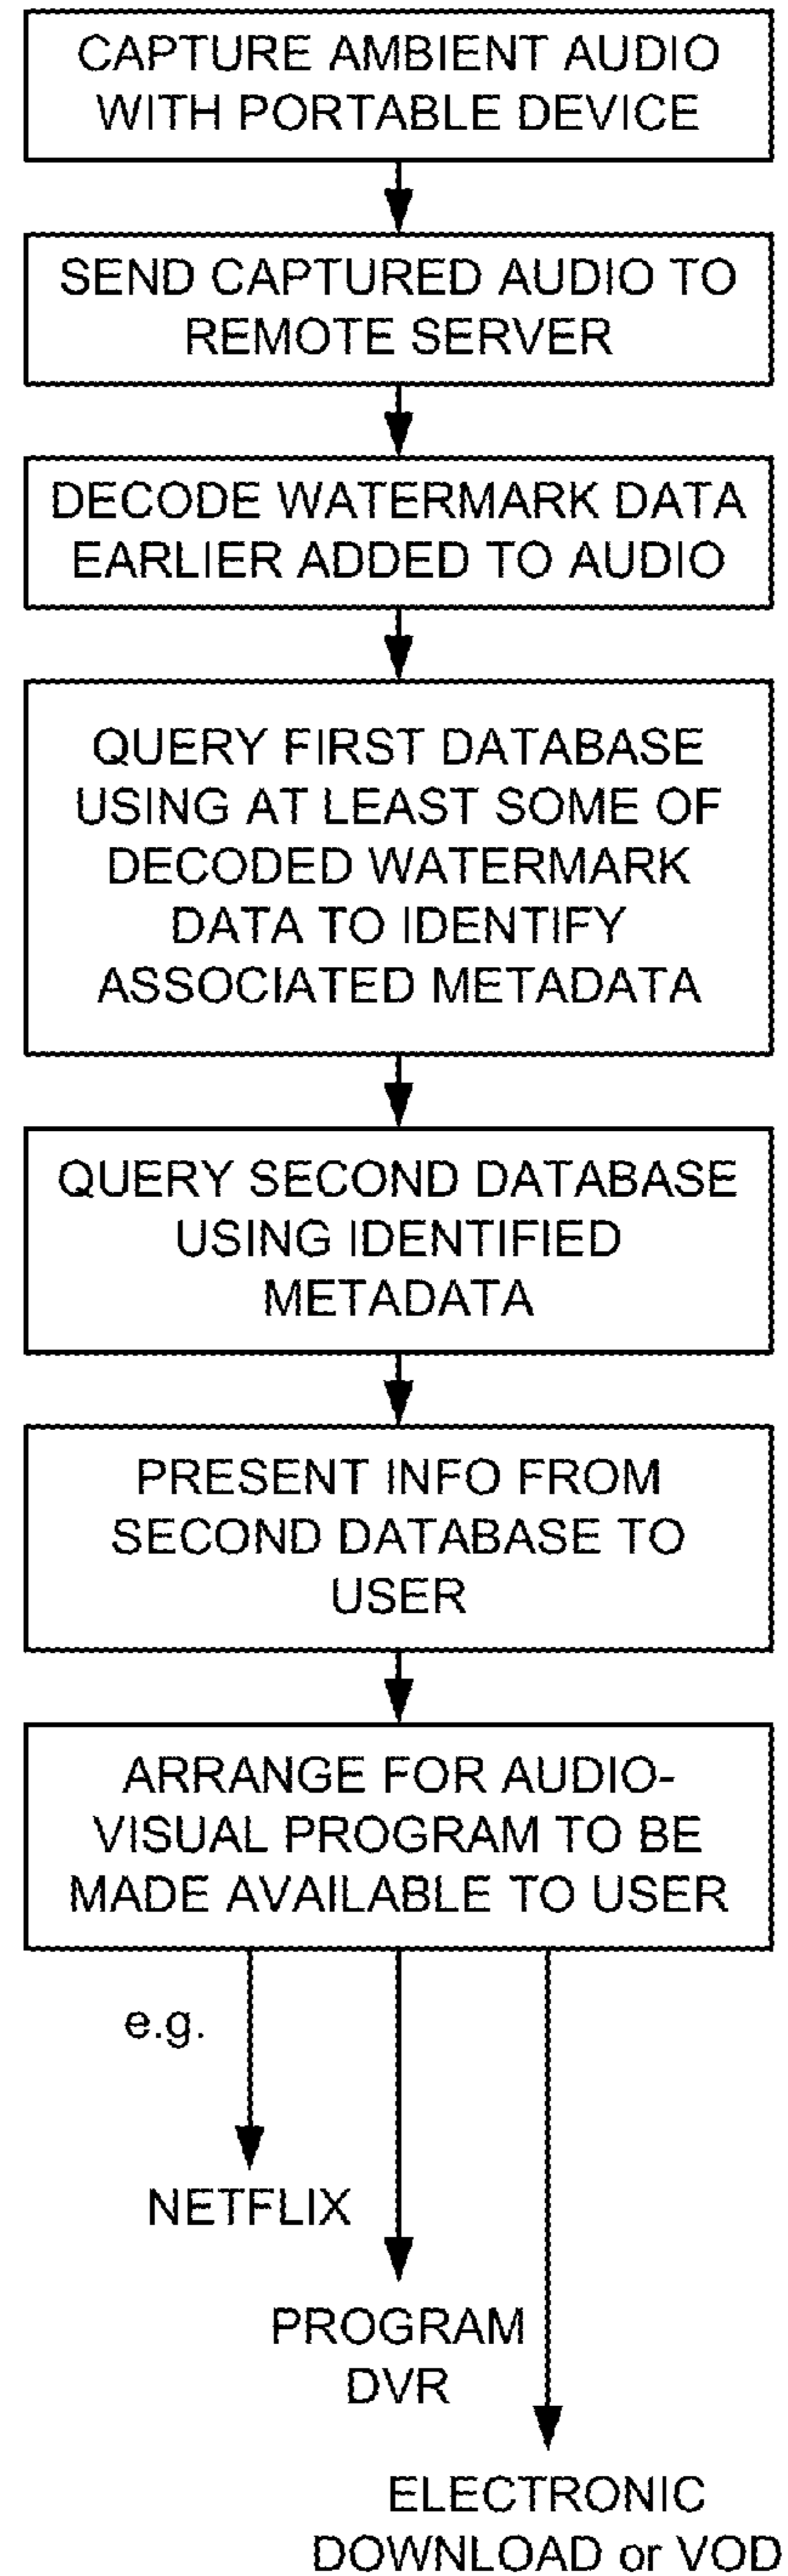 CAPTURE AMBIENT AUDIO
WITH PORTABLE DEVICE
SEND CAPTURED AUDIO TO
REMOTE SERVER
DECODE WATERMARK DATA
EARLIER ADDED TO AUDIO
QUERY FIRST DATABASE
USING AT LEAST SOME OF
DECODED WATERMARK
DATA TO IDENTIFY
ASSOCIATED METADATA
QUERY SECOND DATABASE
USING IDENTIFIED
METADATA
PRESENT INFO FROM
SECOND DATABASE TO
USER
ARRANGE FOR AUDIO-
VISUAL PROGRAM TO BE
MADE AVAILABLE TO USER
e.g.
NETFLIX
PROGRAM
DVR
ELECTRONIC
DOWNLOAD or VOD